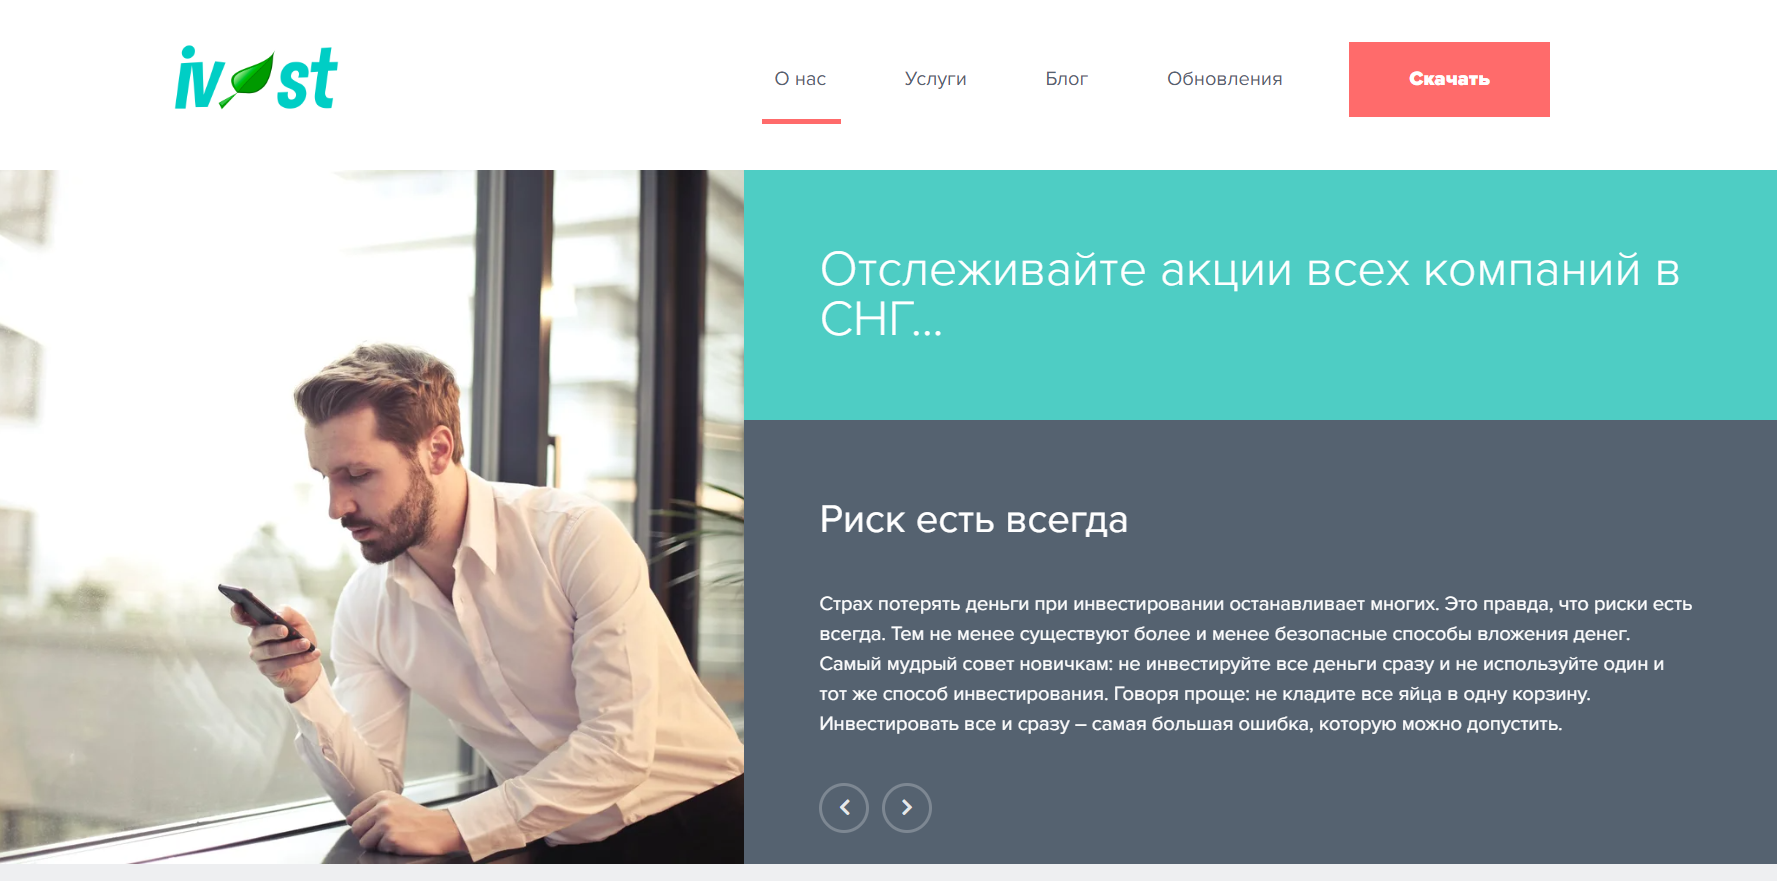 ivest
О нас
Услуги
Блог
Обновления
Скачать
Отслеживайте акции всех компаний в
СНГ...
Риск есть всегда
Страх потерять деньги при инвестировании останавливает многих. Это правда, что риски есть
всегда. Тем не менее существуют более и менее безопасные способы вложения денег.
Самый мудрый совет новичкам: не инвестируйте все деньги сразу и не используйте один и
тот же способ инвестирования. Говоря проще: не кладите все яйца в одну корзину.
Инвестировать все и сразу – самая большая ошибка, которую можно допустить.